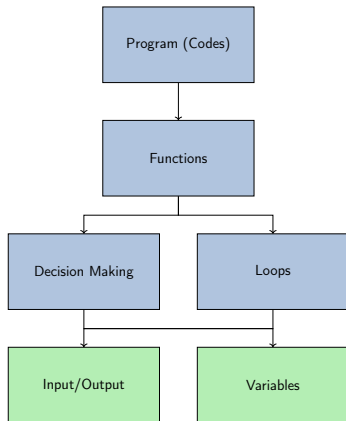 Program (Codes)
Functions
Decision Making
Loops
Input/Output
Variables